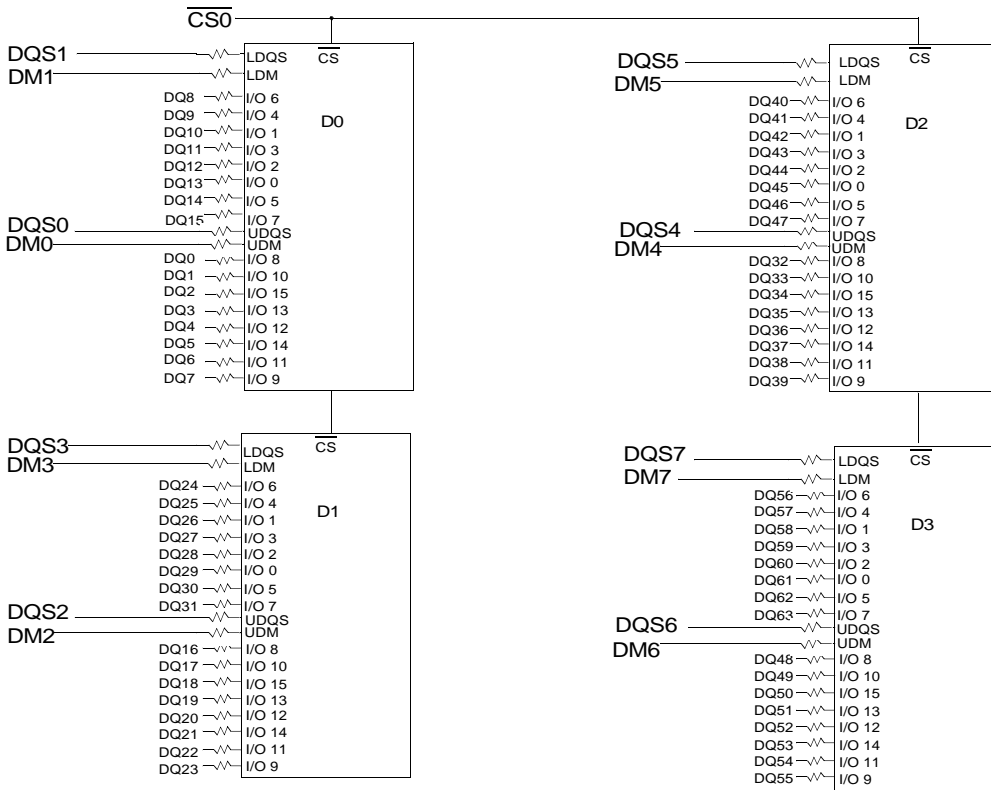 CS0
DQS1 LDQS CS
DM1 LDM
DQ8 I/O 6
DQ9 I/O 4
D0
DQ10 I/O 1
DQ11 I/O 3
DQ12 I/O 2
DQ13 I/O 0
DQ14 I/O 5
DQ15 I/O 7
DQS0 UDQS
DM0 UDM
DQ0 I/O 8
DQ1 I/O 10
DQ2 I/O 15
DQ3 I/O 13
DQ4 I/O 12
DQ5 I/O 14
DQ6 I/O 11
DQ7 I/O 9
DQS3 LDQS CS
DM3 LDM
DQ24 I/O 6
DQ25 I/O 4
D1
DQ26 I/O 1
DQ27 I/O 3
DQ28 I/O 2
DQ29 I/O 0
DQ30 I/O 5
DQ31 I/O 7
DQS2 UDQS
DM2 UDM
DQ16 I/O 8
DQ17 I/O 10
DQ18 I/O 15
DQ19 I/O 13
DQ20 I/O 12
DQ21 I/O 14
DQ22 I/O 11
DQ23 I/O 9
DQS5 LDQS CS
DM5 LDM
DQ40 I/O 6
DQ41 I/O 4
D2
DQ42 I/O 1
DQ43 I/O 3
DQ44 I/O 2
DQ45 I/O 0
DQ46 I/O 5
DQ47 I/O 7
DQS4 UDQS
DM4 UDM
DQ32 I/O 8
DQ33 I/O 10
DQ34 I/O 15
DQ35 I/O 13
DQ36 I/O 12
DQ37 I/O 14
DQ38 I/O 11
DQ39 I/O 9
DQS7 LDQS CS
DM7 LDM
DQ56 I/O 6
DQ57 I/O 4
D3
DQ58 I/O 1
DQ59 I/O 3
DQ60 I/O 2
DQ61 I/O 0
DQ62 I/O 5
DQ63 I/O 7
DQS6 UDQS
DM6 UDM
DQ48 I/O 8
DQ49 I/O 10
DQ50 I/O 15
DQ51 I/O 13
DQ52 I/O 12
DQ53 I/O 14
DQ54 I/O 11
DQ55 I/O 9